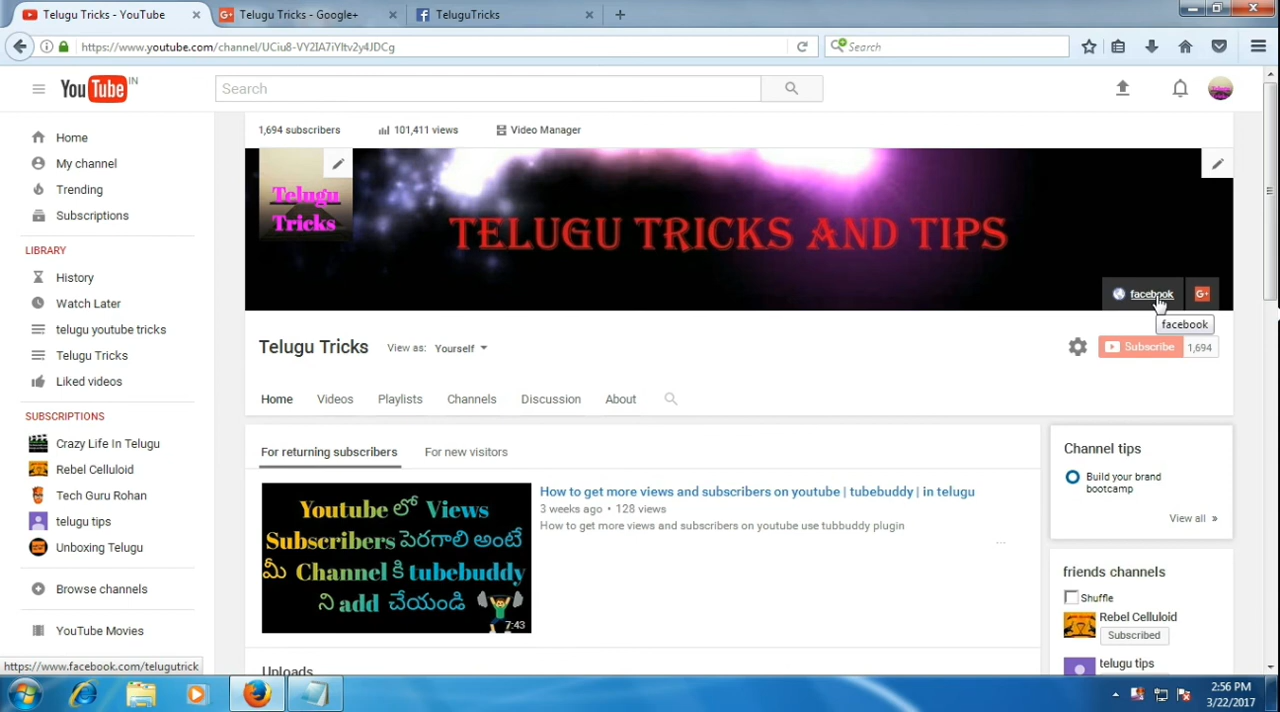 Telugu Tricks - YouTube
Telugu Tricks - Google+
TeluguTricks
https://www.youtube.com/channel/UCiu8-VY2IA7iYltv2y4JDCg
Search
YouTube IN
Search
1,694 subscribers
101,411 views
Video Manager
Home
My channel
Trending
Subscriptions
LIBRARY
History
Watch Later
telugu youtube tricks
Telugu Tricks
Liked videos
SUBSCRIPTIONS
Crazy Life In Telugu
Rebel Celluloid
Tech Guru Rohan
telugu tips
Unboxing Telugu
Browse channels
YouTube Movies
https://www.facebook.com/telugutrick
Telugu
Tricks
TELUGU TRICKS AND TIPS
facebook
G+
facebook
Telugu Tricks
View as: Yourself
Subscribe 1,694
Home Videos Playlists Channels Discussion About
For returning subscribers
For new visitors
Youtube లో Views
Subscribers పెరగాలి అంటే
మీ Channel కి tubebuddy
ని add చేయండి
7:43
How to get more views and subscribers on youtube | tubebuddy | in telugu
3 weeks ago • 128 views
How to get more views and subscribers on youtube use tubbuddy plugin
...
Uploads
Channel tips
Build your brand
bootcamp
View all »
friends channels
Shuffle
Rebel Celluloid
Subscribed
telugu tips
2:56 PM
3/22/2017